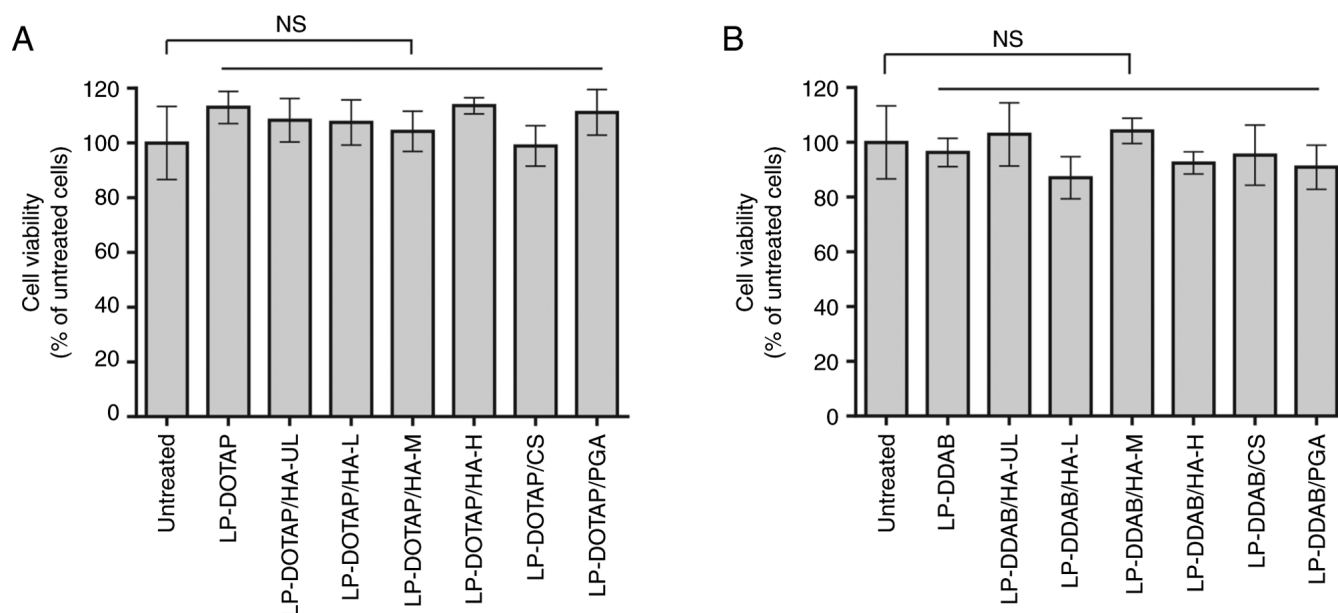 A
NS
Cell viability
(% of untreated cells)
120
100
80
60
40
20
0
Untreated
LP-DOTAP
LP-DOTAP/HA-UL
LP-DOTAP/HA-L
LP-DOTAP/HA-M
LP-DOTAP/HA-H
LP-DOTAP/CS
LP-DOTAP/PGA
B
NS
Cell viability
(% of untreated cells)
120
100
80
60
40
20
0
Untreated
LP-DDAB
LP-DDAB/HA-UL
LP-DDAB/HA-L
LP-DDAB/HA-M
LP-DDAB/HA-H
LP-DDAB/CS
LP-DDAB/PGA